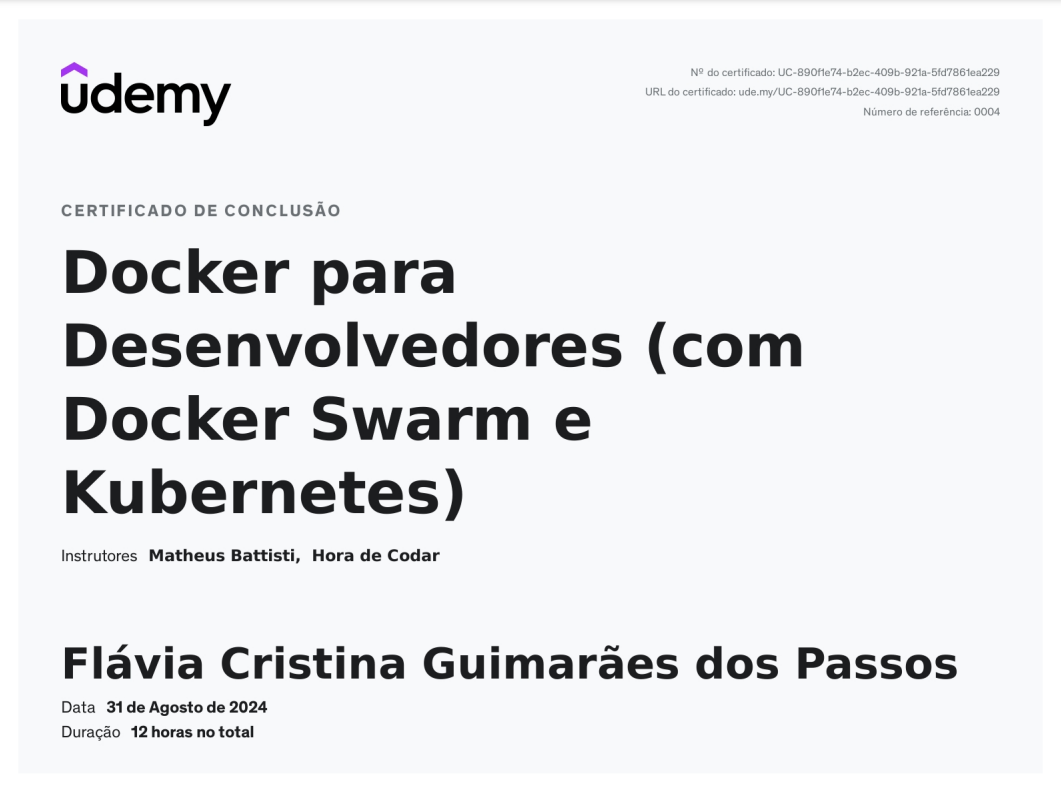 udemy
Nº do certificado: UC-890f1e74-b2ec-409b-921a-5fd7861ea229
URL do certificado: ude.my/UC-890f1e74-b2ec-409b-921a-5fd7861ea229
Número de referência: 0004
CERTIFICADO DE CONCLUSÃO
Docker para
Desenvolvedores (com
Docker Swarm e
Kubernetes)
Instrutores Matheus Battisti, Hora de Codar
Flávia Cristina Guimarães dos Passos
Data 31 de Agosto de 2024
Duração 12 horas no total